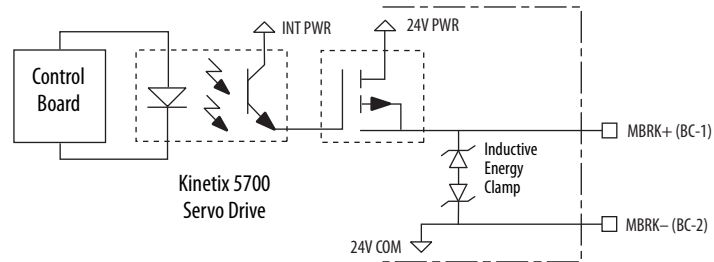 INT PWR
24V PWR
Control
Board
MBRK+ (BC-1)
Inductive
Energy
Clamp
Kinetix 5700
Servo Drive
MBRK– (BC-2)
24V COM